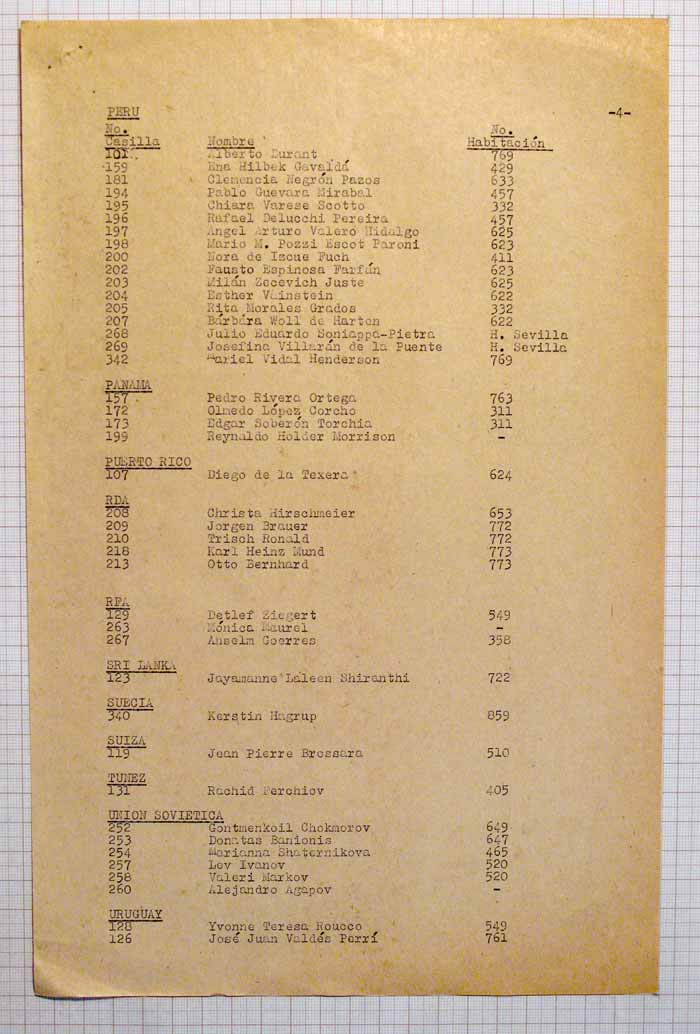 PERU -4-
No. No.
Casilla Nombre Habitación
101 Alberto Durant 769
159 Ena Hilbek Gavaldá 429
181 Clemencia Negrón Pazos 633
194 Pablo Guevara Mirabal 457
195 Chiara Varese Scotto 332
196 Rafael Delucchi Pereira 457
197 Angel Arturo Valero Hidalgo 625
198 Mario M. Pozzi Escot Paroni 623
200 Nora de Izcue Fuch 411
202 Fausto Espinosa Farfán 623
203 Milán Zecevich Juste 625
204 Esther Vainstein 622
205 Rita Morales Grados 332
207 Bárbára Woll de Harten 622
268 Julio Eduardo Soniappa-Pietra H. Sevilla
269 Josefina Villarán de la Puente H. Sevilla
342 Mariel Vidal Henderson 769
PANAMA
157 Pedro Rivera Ortega 763
172 Olmedo López Corcho 311
173 Edgar Soberón Torchia 311
199 Reynaldo Holder Morrison -
PUERTO RICO
107 Diego de la Texera 624
RDA
208 Christa Hirschmeier 653
209 Jorgen Brauer 772
210 Trisch Ronald 772
218 Karl Heinz Mund 773
213 Otto Bernhard 773
RFA
129 Detlef Ziegert 549
263 Mónica Maurel -
267 Anselm Goerres 358
SRI LANKA
123 Jayamanne Laleen Shiranthi 722
SUECIA
340 Kerstin Hagrup 859
SUIZA
119 Jean Pierre Brossara 510
TUNEZ
131 Rachid Ferchiov 405
UNION SOVIETICA
252 Gontmenkoil Chokmorov 649
253 Donatas Banionis 647
254 Marianna Shaternikova 465
257 Lev Ivanov 520
258 Valeri Markov 520
260 Alejandro Agapov -
URUGUAY
128 Yvonne Teresa Roucco 549
126 José Juan Valdés Perrí 761